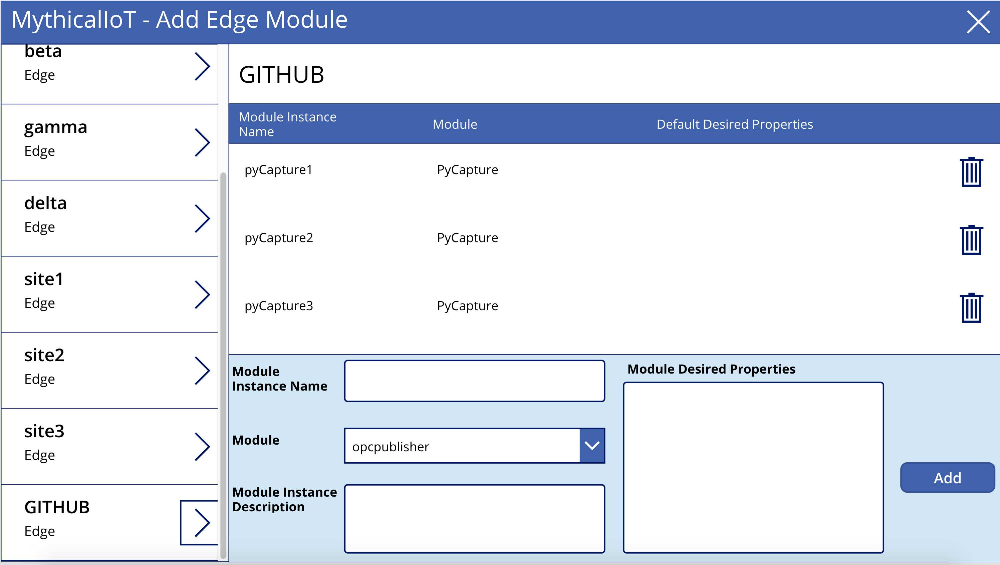 MythicalIoT - Add Edge Module
beta
Edge
gamma
Edge
delta
Edge
site1
Edge
site2
Edge
site3
Edge
GITHUB
Edge
GITHUB
Module Instance
Name
Module
Default Desired Properties
pyCapture1
PyCapture
pyCapture2
PyCapture
pyCapture3
PyCapture
Module
Instance Name
Module
opcpublisher
Module Instance
Description
Module Desired Properties
Add